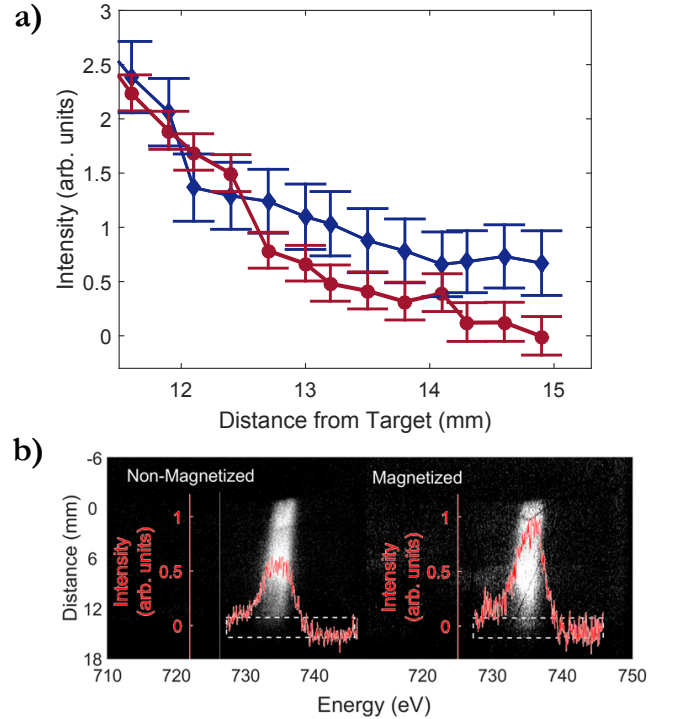 a)
3
2.5
2
1.5
1
0.5
0
Intensity (arb. units)
12 13 14 15
Distance from Target (mm)
b)
-6
0
6
12
18
Distance (mm)
Non-Magnetized
Magnetized
1
0.5
0
Intensity
(arb. units)
1
0.5
0
Intensity
(arb. units)
710 720 730 740 720 730 740 750
Energy (eV)